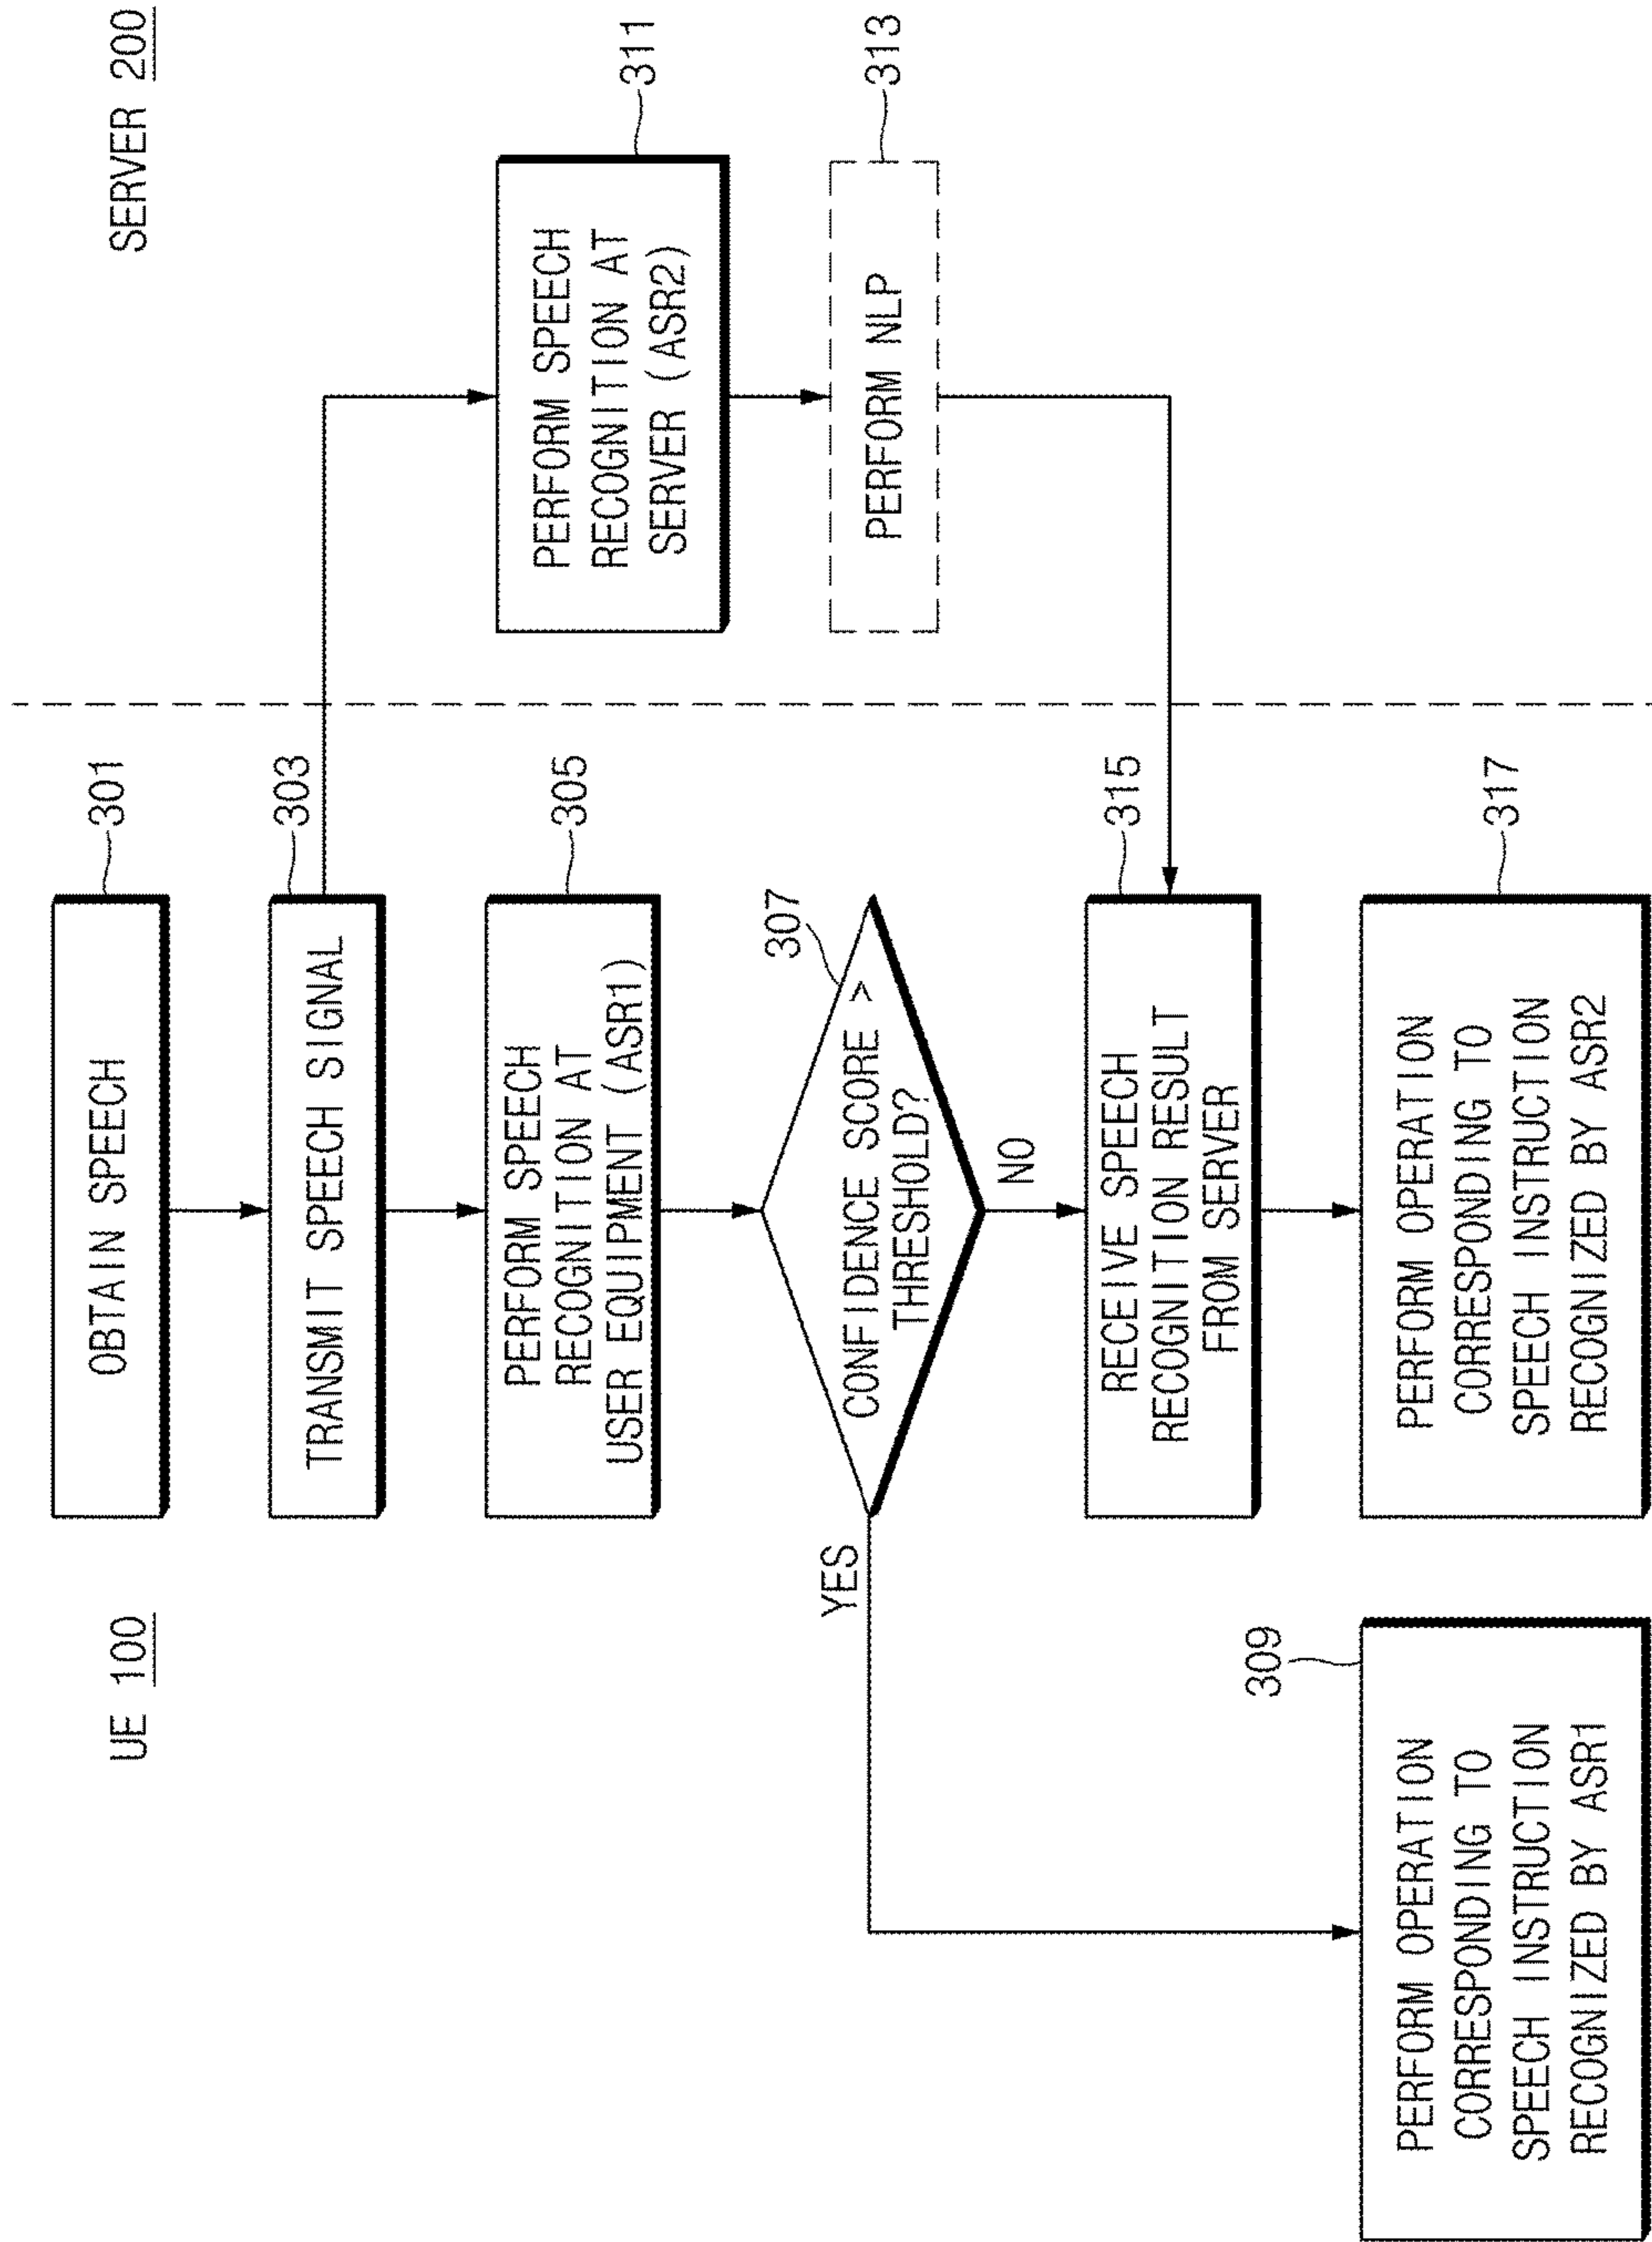 UE 100
SERVER 200
OBTAIN SPEECH
301
TRANSMIT SPEECH SIGNAL
303
PERFORM SPEECH
RECOGNITION AT
USER EQUIPMENT (ASR1)
305
PERFORM SPEECH
RECOGNITION AT
SERVER (ASR2)
311
CONFIDENCE SCORE >
THRESHOLD?
307
YES
NO
PERFORM NLP
313
RECEIVE SPEECH
RECOGNITION RESULT
FROM SERVER
315
PERFORM OPERATION
CORRESPONDING TO
SPEECH INSTRUCTION
RECOGNIZED BY ASR1
309
PERFORM OPERATION
CORRESPONDING TO
SPEECH INSTRUCTION
RECOGNIZED BY ASR2
317